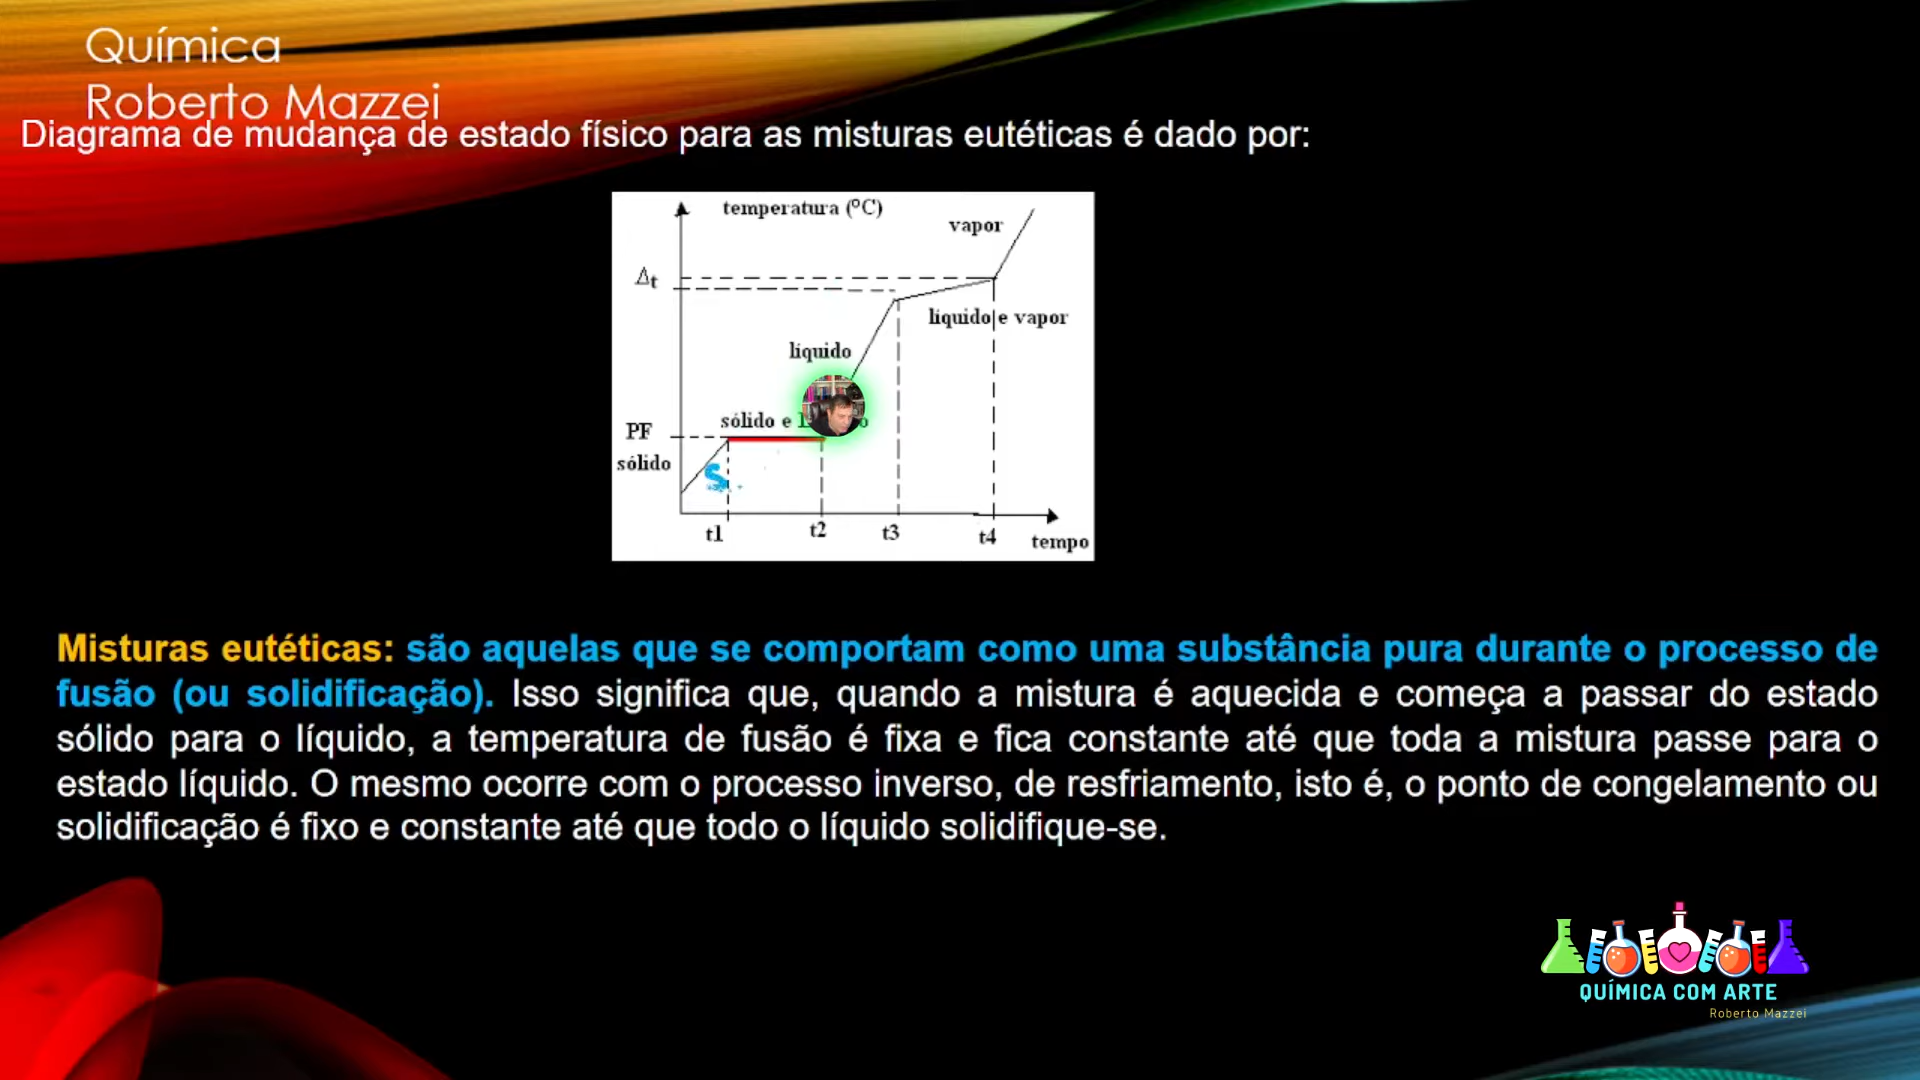 Química
Roberto Mazzei
Diagrama de mudança de estado físico para as misturas eutéticas é dado por:
temperatura (ºC)
vapor
Δt
líquido e vapor
líquido
sólido e
PF
sólido
S.
t1
t2
t3
t4
tempo
Misturas eutéticas: são aquelas que se comportam como uma substância pura durante o processo de
fusão (ou solidificação). Isso significa que, quando a mistura é aquecida e começa a passar do estado
sólido para o líquido, a temperatura de fusão é fixa e fica constante até que toda a mistura passe para o
estado líquido. O mesmo ocorre com o processo inverso, de resfriamento, isto é, o ponto de congelamento ou
solidificação é fixo e constante até que todo o líquido solidifique-se.
QUÍMICA COM ARTE
Roberto Mazzei